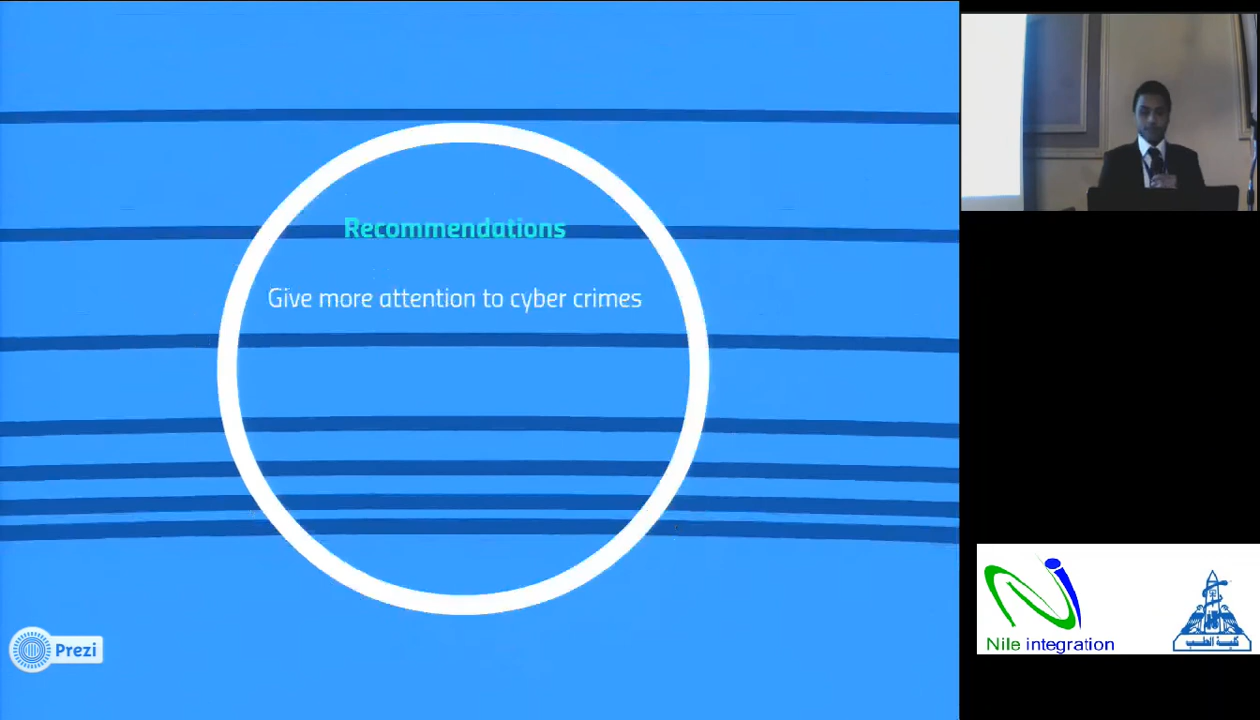 Recommendations
Give more attention to cyber crimes
Prezi
Nile integration
كلية الطب